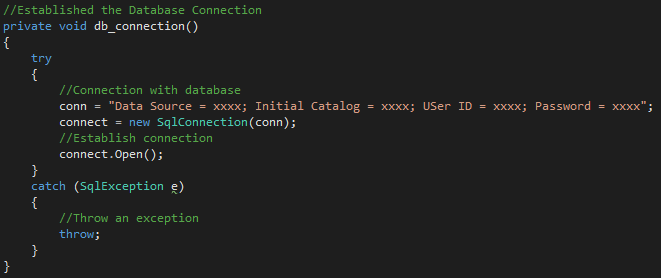 //Established the Database Connection
private void db_connection()
{
    try
    {
        //Connection with database
        conn = "Data Source = xxxx; Initial Catalog = xxxx; USer ID = xxxx; Password = xxxx";
        connect = new SqlConnection(conn);
        //Establish connection
        connect.Open();
    }
    catch (SqlException e)
    {
        //Throw an exception
        throw;
    }
}